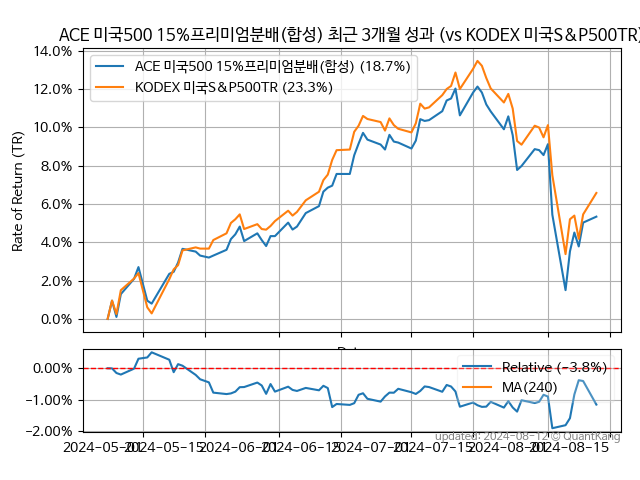 ACE 미국500 15%프리미엄분배(합성) 최근 3개월 성과 (vs KODEX 미국S&P500TR)
14.0%
12.0%
10.0%
8.0%
6.0%
4.0%
2.0%
0.0%
Rate of Return (TR)
ACE 미국500 15%프리미엄분배(합성) (18.7%)
KODEX 미국S&P500TR (23.3%)
0.00%
−1.00%
−2.00%
Relative (−3.8%)
MA(240)
updated: 2024-08-12 © QuantKang
2024-05-01
2024-05-15
2024-06-01
2024-06-15
2024-07-01
2024-07-15
2024-08-01
2024-08-15